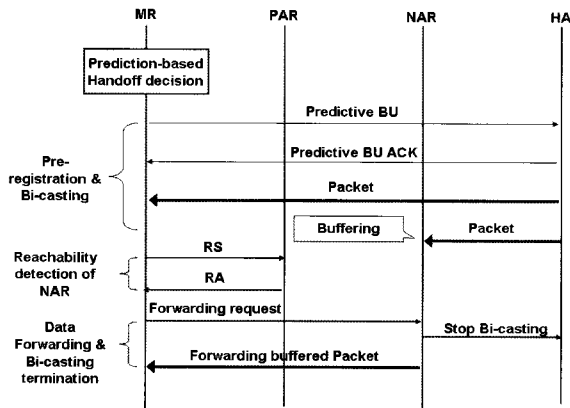 MR PAR NAR HA
Prediction-based
Handoff decision
Predictive BU
Predictive BU ACK
Pre-
registration &
Bi-casting
Packet
Buffering
Packet
RS
Reachability
detection of
NAR
RA
Forwarding request
Data
Forwarding &
Bi-casting
termination
Stop Bi-casting
Forwarding buffered Packet